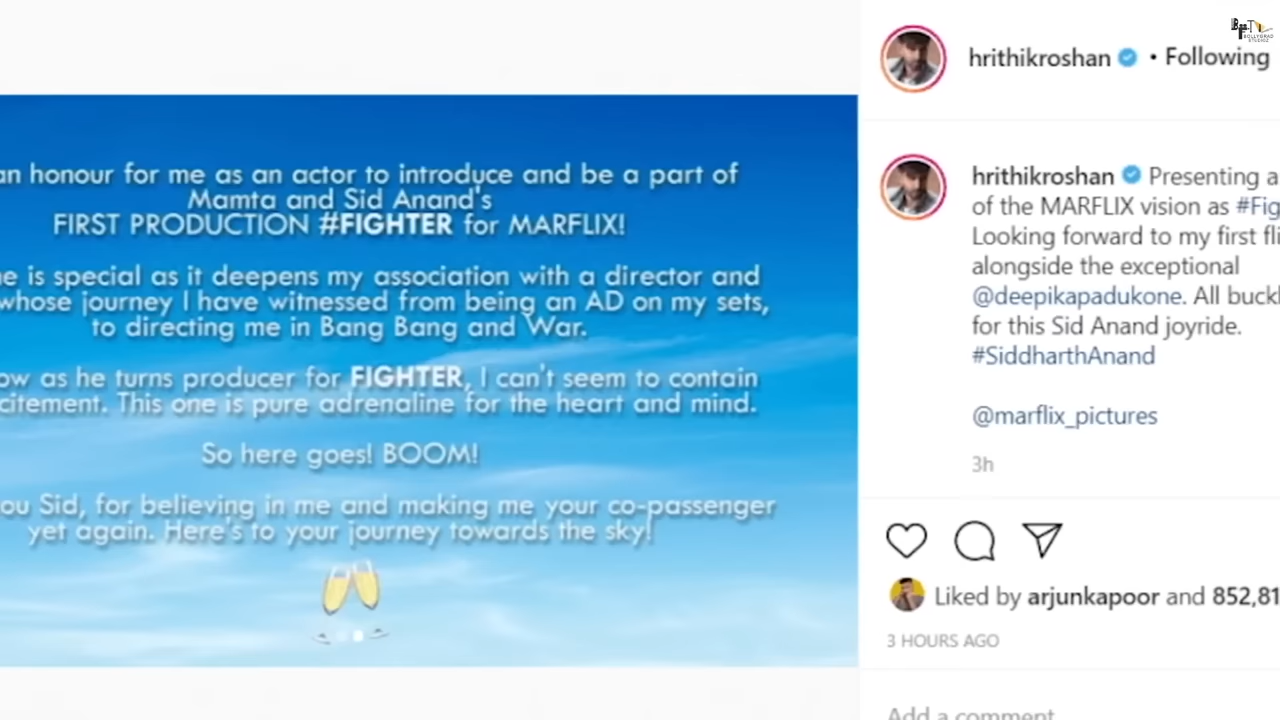 an honour for me as an actor to introduce and be a part of
Mamta and Sid Anand's
FIRST PRODUCTION #FIGHTER for MARFLIX!
e is special as it deepens my association with a director and
whose journey I have witnessed from being an AD on my sets,
to directing me in Bang Bang and War.
ow as he turns producer for FIGHTER, I can't seem to contain
citement. This one is pure adrenaline for the heart and mind.
So here goes! BOOM!
ou Sid, for believing in me and making me your co-passenger
yet again. Here's to your journey towards the sky!
hrithikroshan • Following
hrithikroshan Presenting a
of the MARFLIX vision as #Fig
Looking forward to my first fli
alongside the exceptional
@deepikapadukone. All buckl
for this Sid Anand joyride.
#SiddharthAnand
@marflix_pictures
3h
Liked by arjunkapoor and 852,81
3 HOURS AGO
Add a comment